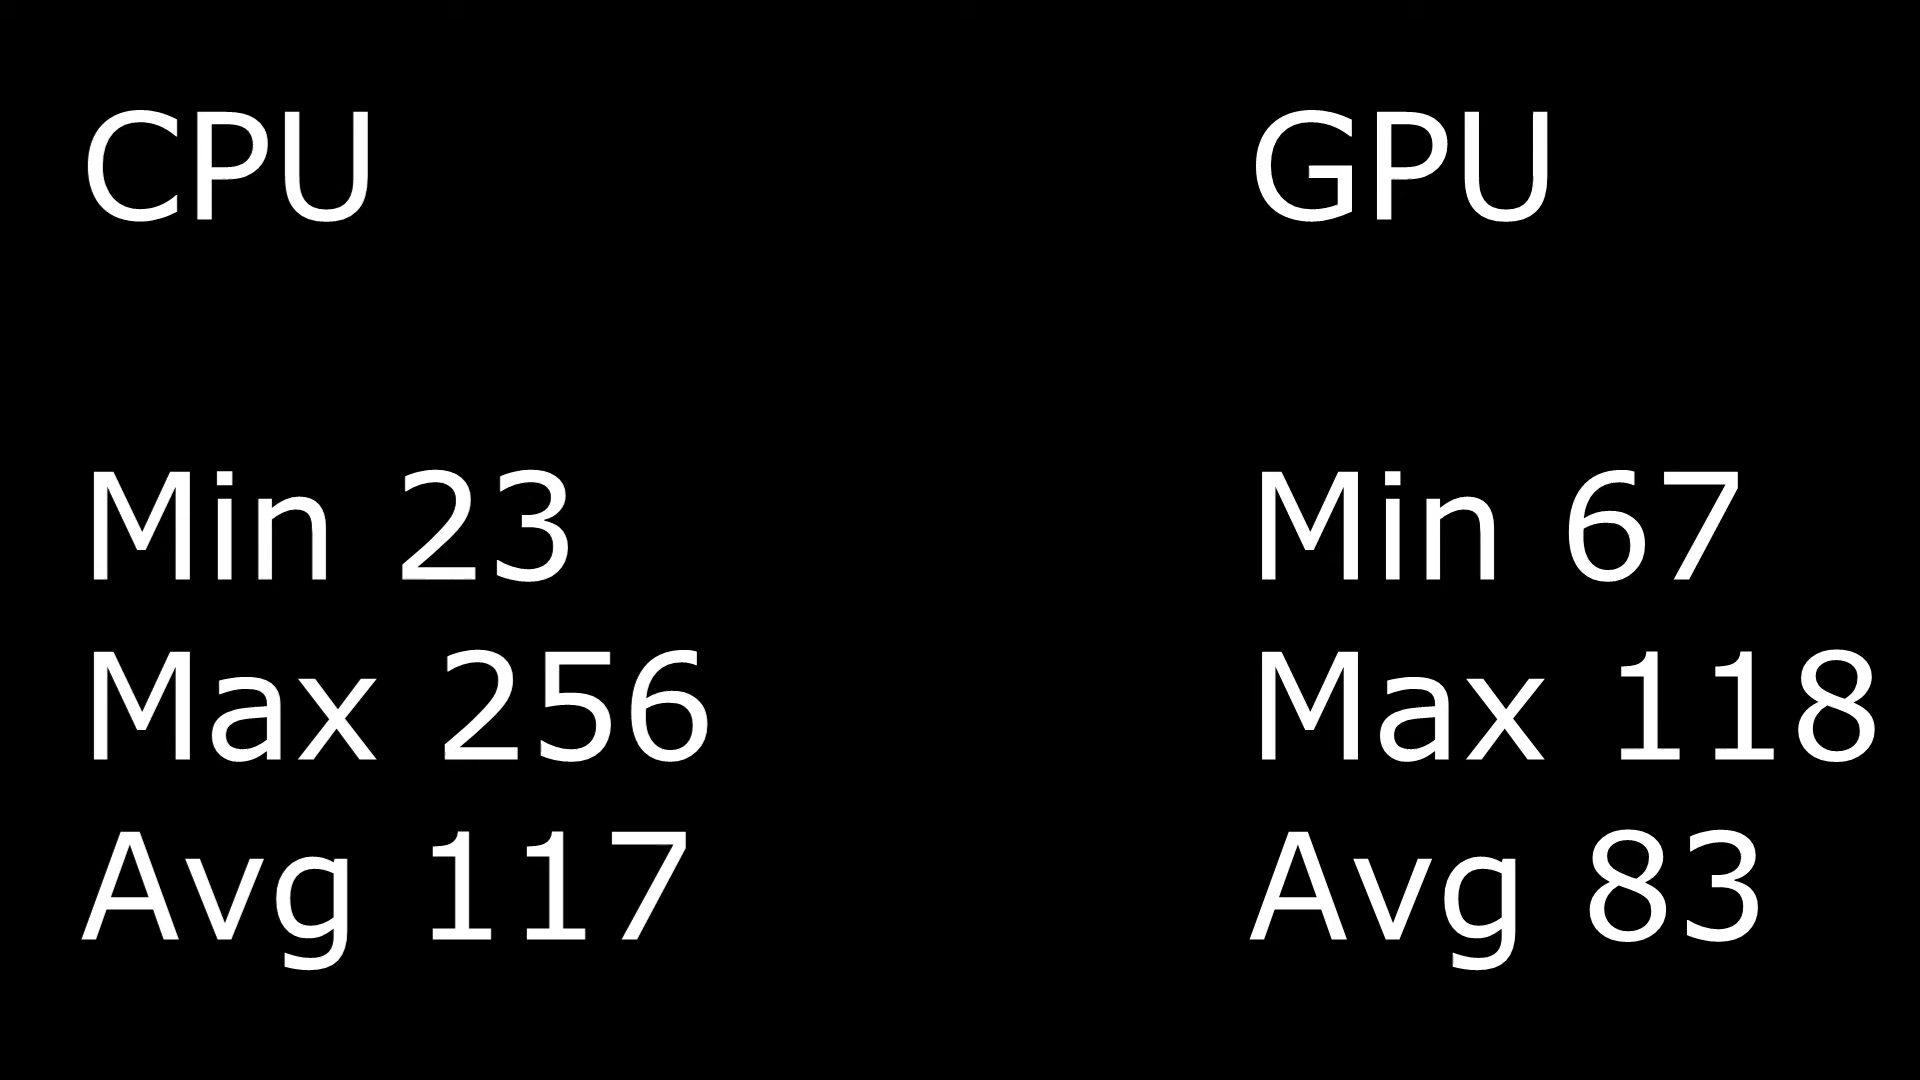 CPU
Min 23
Max 256
Avg 117
GPU
Min 67
Max 118
Avg 83